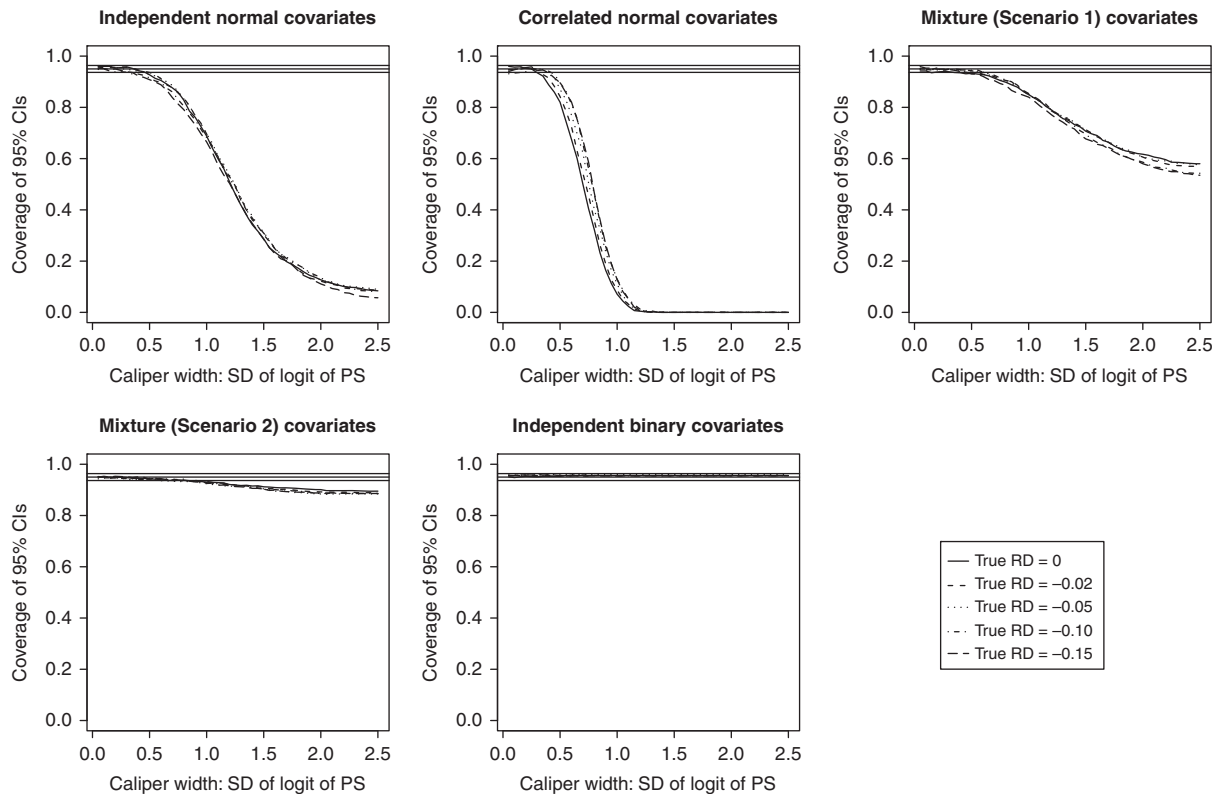 Independent normal covariates
Coverage of 95% CIs
1.0
0.8
0.6
0.4
0.2
0.0
0.0 0.5 1.0 1.5 2.0 2.5
Caliper width: SD of logit of PS
Correlated normal covariates
Coverage of 95% CIs
1.0
0.8
0.6
0.4
0.2
0.0
0.0 0.5 1.0 1.5 2.0 2.5
Caliper width: SD of logit of PS
Mixture (Scenario 1) covariates
Coverage of 95% CIs
1.0
0.8
0.6
0.4
0.2
0.0
0.0 0.5 1.0 1.5 2.0 2.5
Caliper width: SD of logit of PS
Mixture (Scenario 2) covariates
Coverage of 95% CIs
1.0
0.8
0.6
0.4
0.2
0.0
0.0 0.5 1.0 1.5 2.0 2.5
Caliper width: SD of logit of PS
Independent binary covariates
Coverage of 95% CIs
1.0
0.8
0.6
0.4
0.2
0.0
0.0 0.5 1.0 1.5 2.0 2.5
Caliper width: SD of logit of PS
True RD = 0
True RD = –0.02
True RD = –0.05
True RD = –0.10
True RD = –0.15